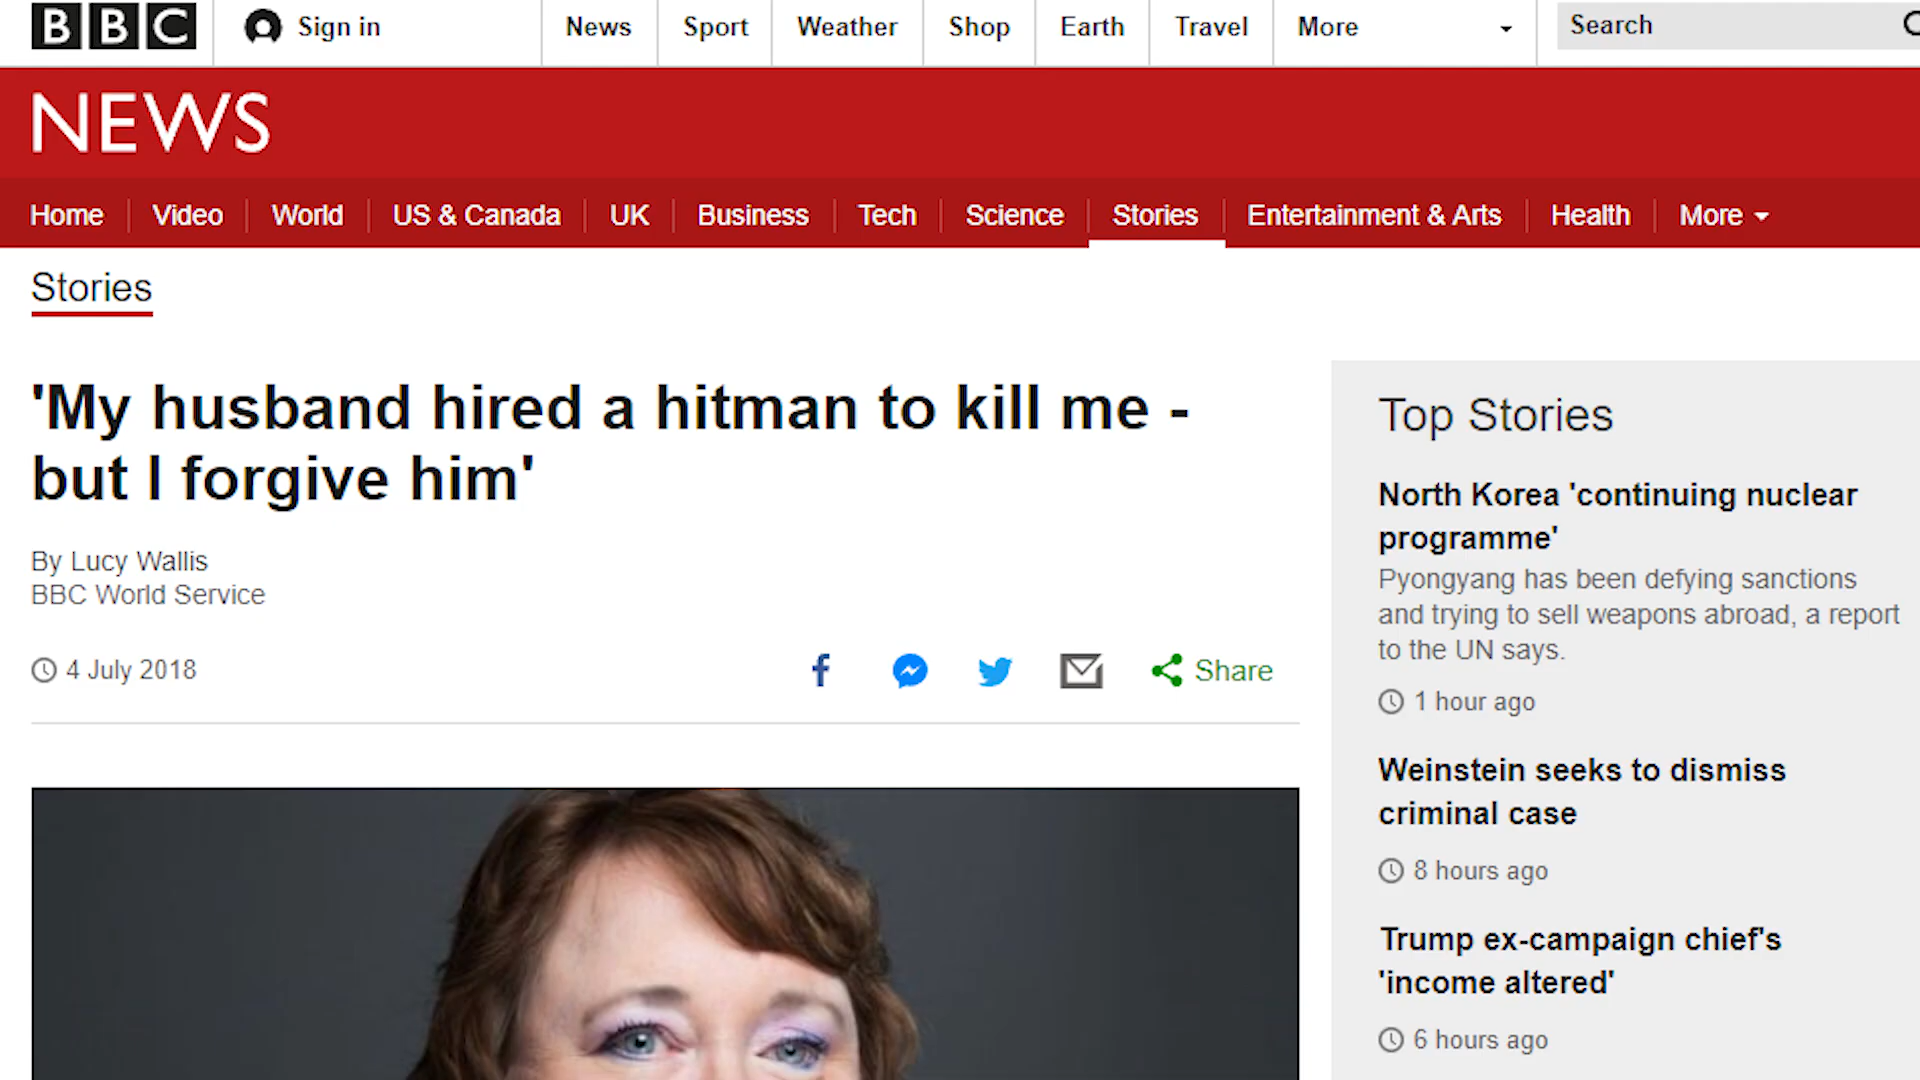 BBC
Sign in
News
Sport
Weather
Shop
Earth
Travel
More
Search
NEWS
Home
Video
World
US & Canada
UK
Business
Tech
Science
Stories
Entertainment & Arts
Health
More
Stories
'My husband hired a hitman to kill me -
but I forgive him'
By Lucy Wallis
BBC World Service
4 July 2018
Share
Top Stories
North Korea 'continuing nuclear
programme'
Pyongyang has been defying sanctions
and trying to sell weapons abroad, a report
to the UN says.
1 hour ago
Weinstein seeks to dismiss
criminal case
8 hours ago
Trump ex-campaign chief's
'income altered'
6 hours ago